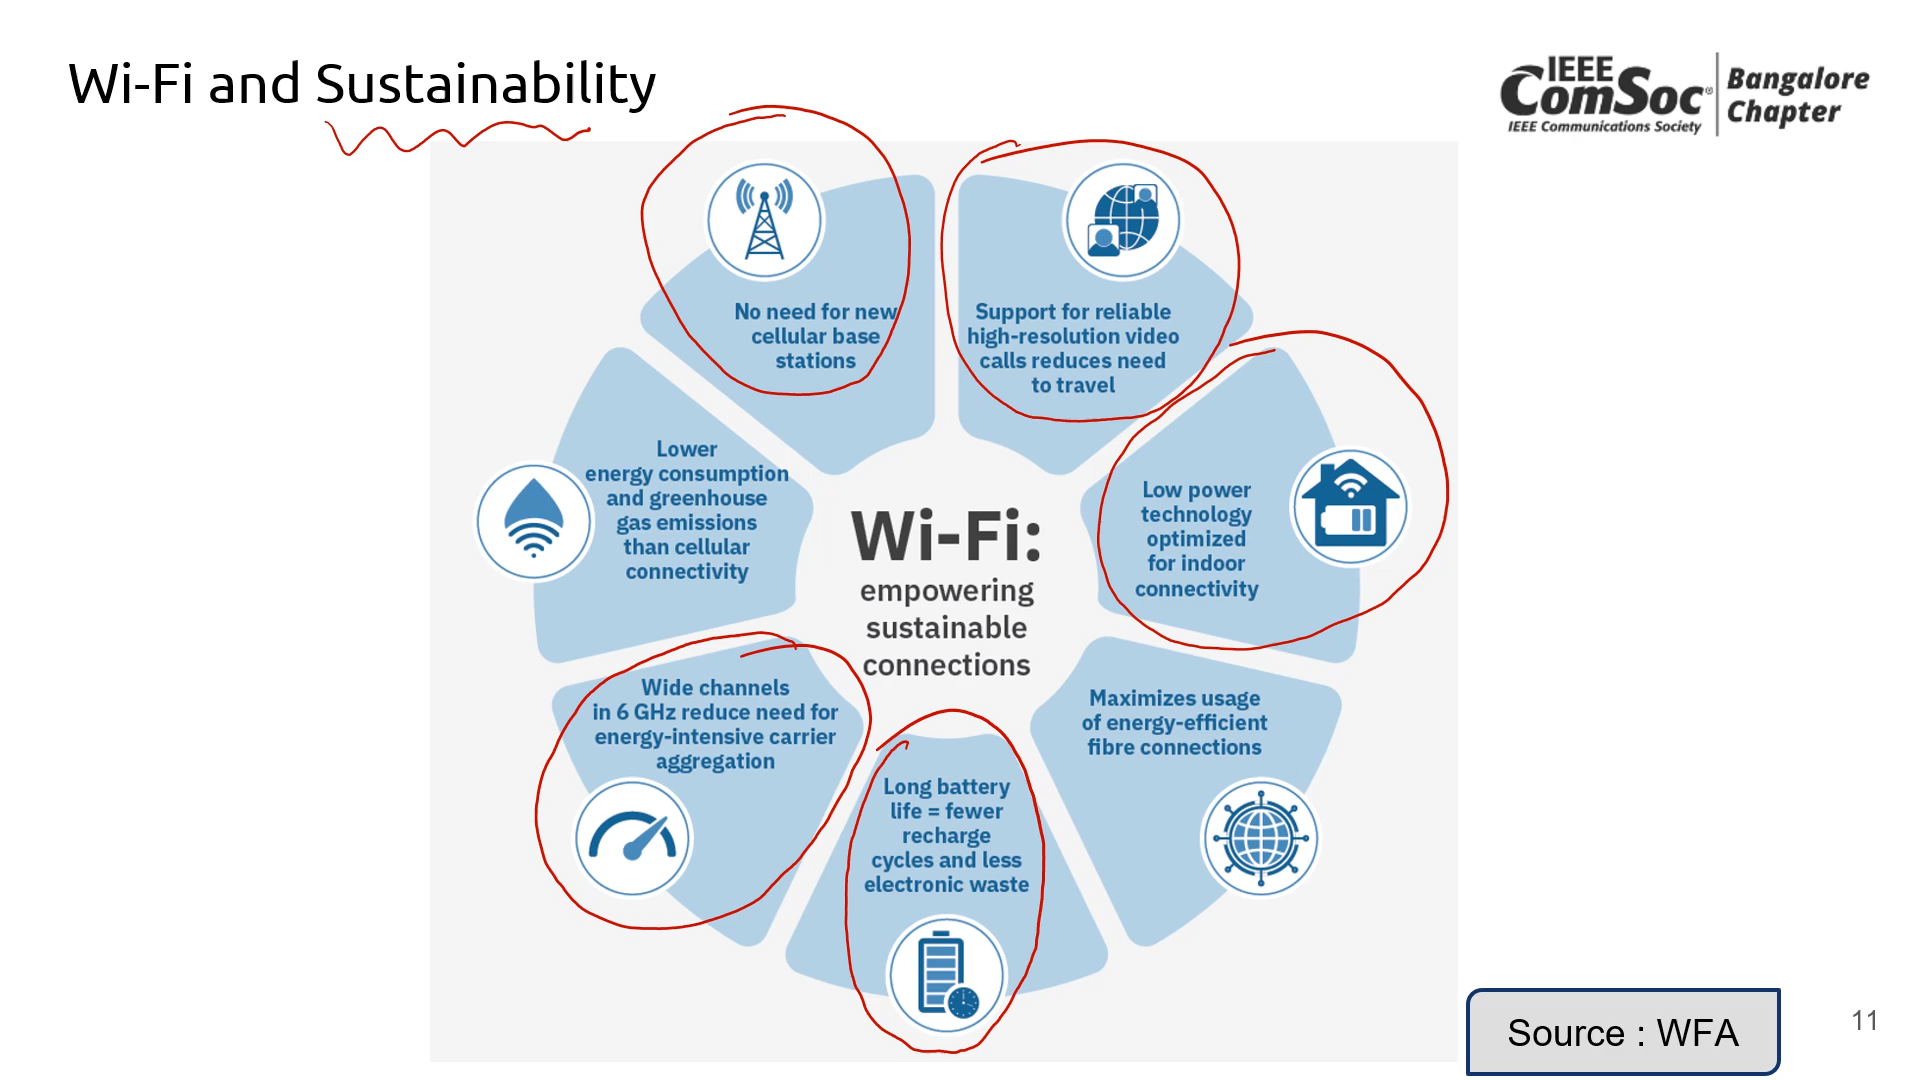 Wi-Fi and Sustainability
IEEE
ComSoc®
IEEE Communications Society
Bangalore
Chapter
No need for new
cellular base
stations
Support for reliable
high-resolution video
calls reduces need
to travel
Lower
energy consumption
and greenhouse
gas emissions
than cellular
connectivity
Low power
technology
optimized
for indoor
connectivity
Wi-Fi:
empowering
sustainable
connections
Wide channels
in 6 GHz reduce need for
energy-intensive carrier
aggregation
Maximizes usage
of energy-efficient
fibre connections
Long battery
life = fewer
recharge
cycles and less
electronic waste
Source : WFA
11